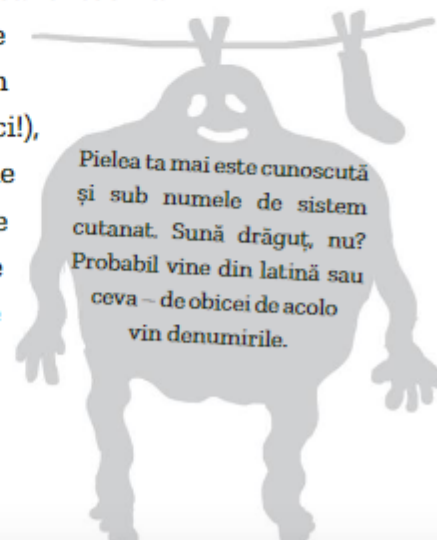 e
n
ci!),
e
e
e
Pielea ta mai este cunoscută
și sub numele de sistem
cutanat. Sună drăguț, nu?
Probabil vine din latină sau
ceva – de obicei de acolo
vin denumirile.